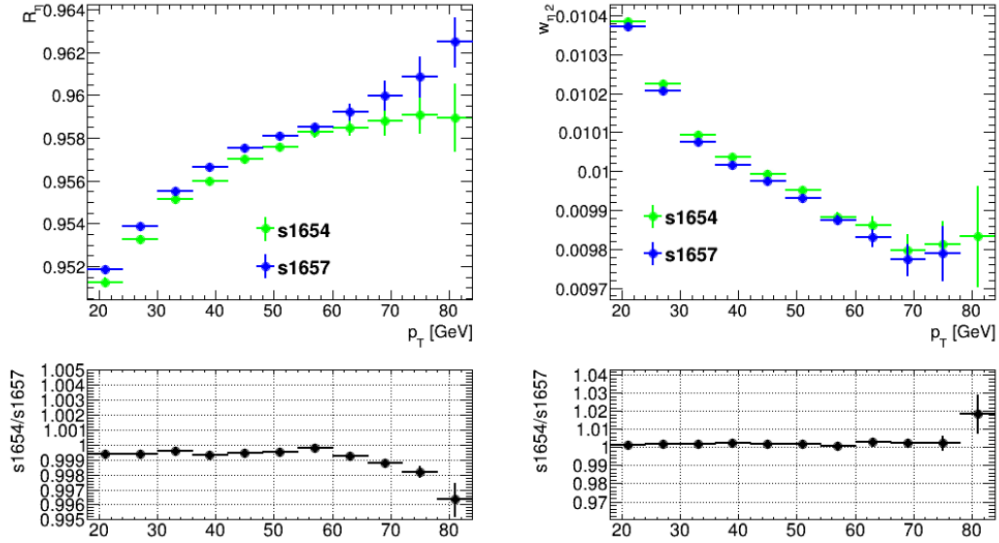 R_η
0.964
0.962
0.96
0.958
0.956
0.954
0.952
s1654
s1657
20 30 40 50 60 70 80
p_T [GeV]
s1654/s1657
1.005
1.004
1.003
1.002
1.001
1
0.999
0.998
0.997
0.996
0.995
20 30 40 50 60 70 80
w_η2
0.0104
0.0103
0.0102
0.0101
0.01
0.0099
0.0098
0.0097
s1654
s1657
20 30 40 50 60 70 80
p_T [GeV]
s1654/s1657
1.04
1.03
1.02
1.01
1
0.99
0.98
0.97
20 30 40 50 60 70 80